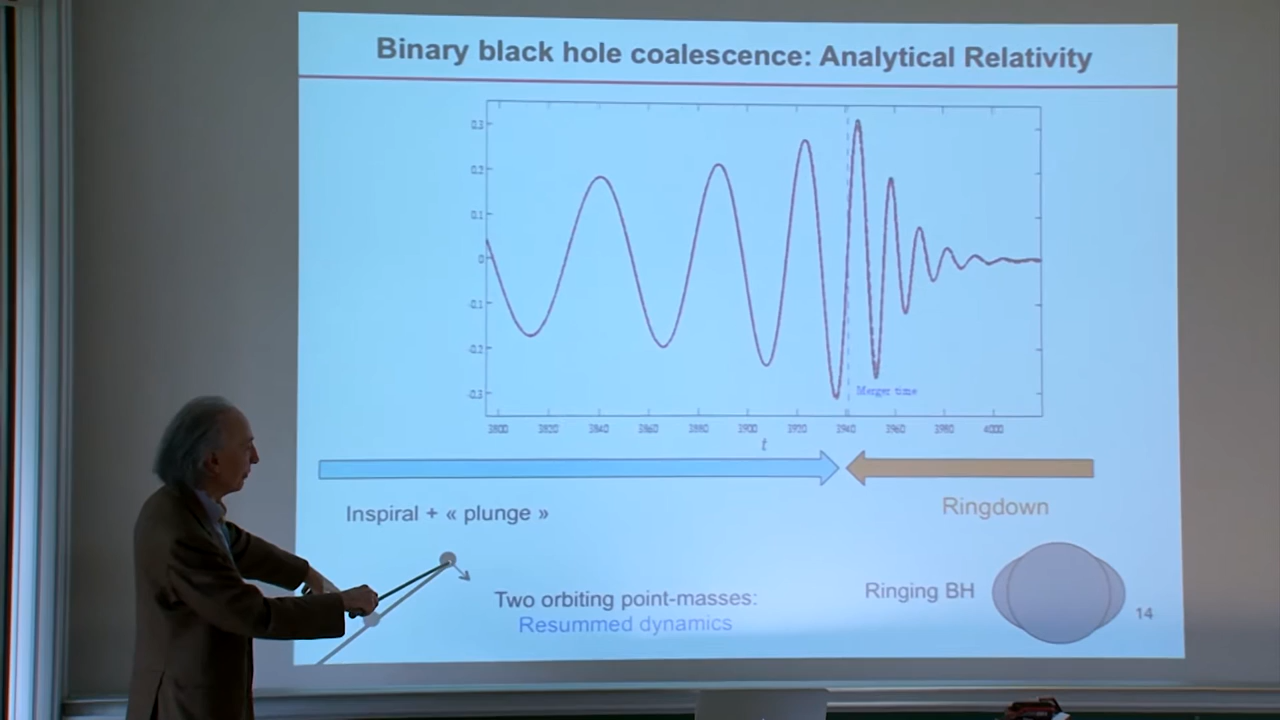 Binary black hole coalescence: Analytical Relativity
0.3
0.2
0.1
0
-0.1
-0.2
-0.3
Merger time
3800 3820 3840 3860 3880 3900 3920 3940 3960 3980 4000
t
Inspiral + « plunge »
Ringdown
Two orbiting point-masses:
Resummed dynamics
Ringing BH
14